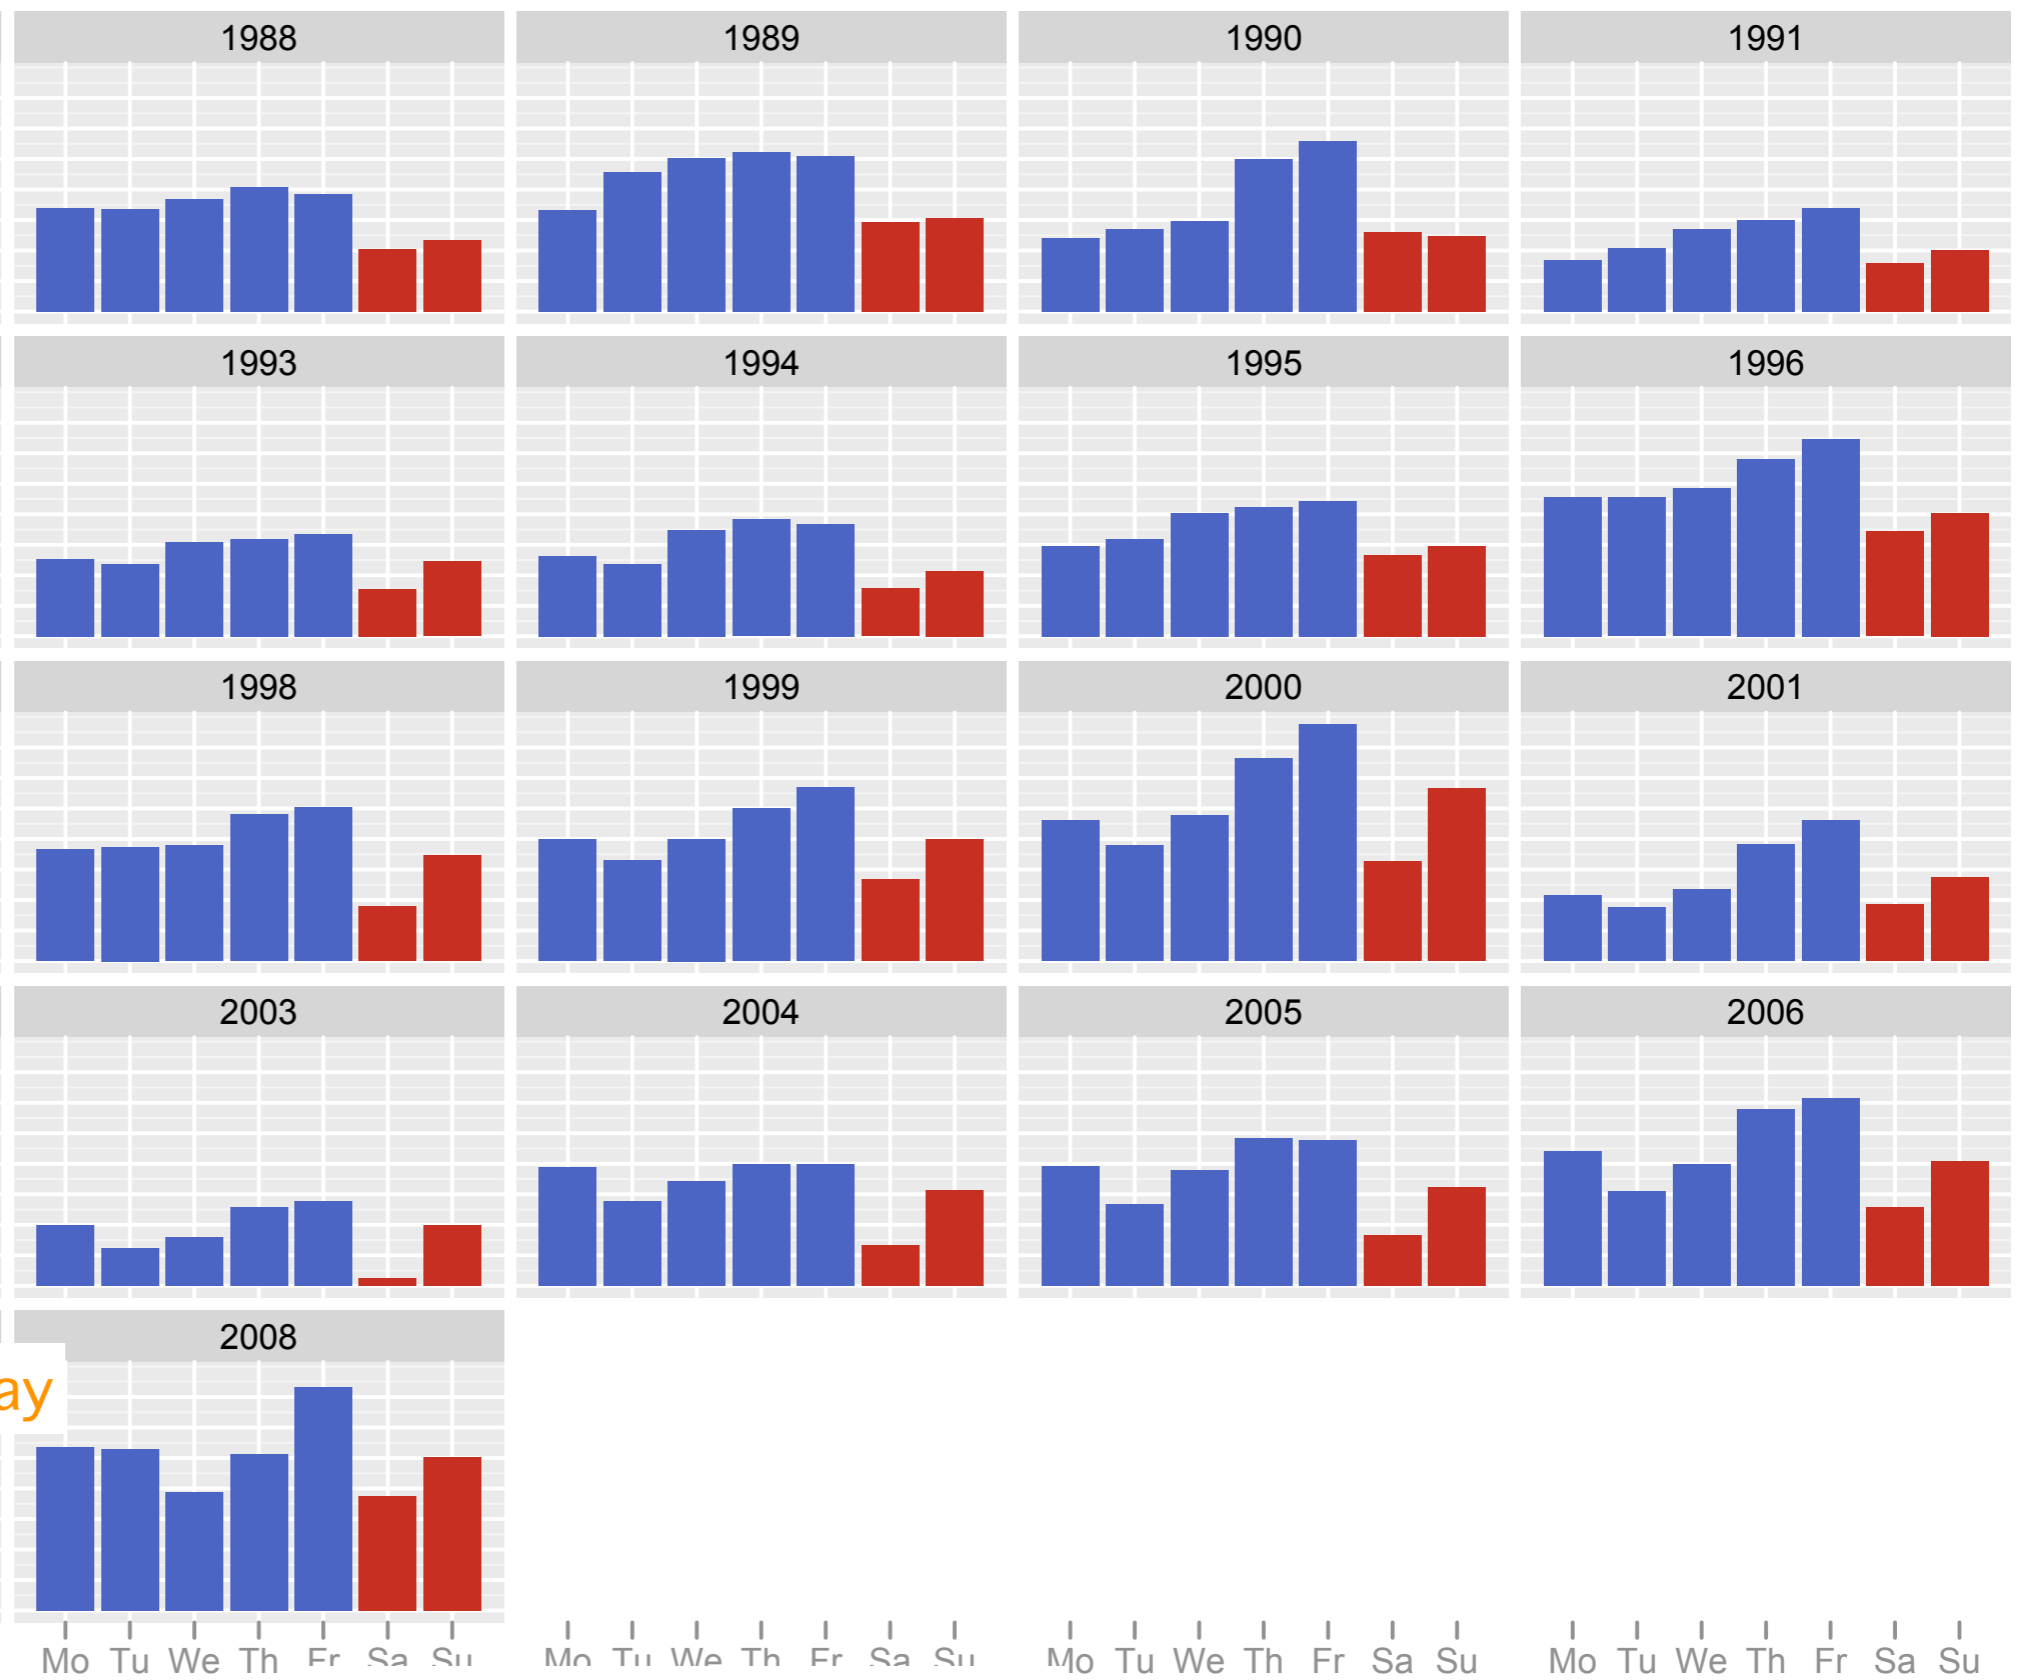 1988 1989 1990 1991
1993 1994 1995 1996
1998 1999 2000 2001
2003 2004 2005 2006
2008
ay
Mo Tu We Th Fr Sa Su Mo Tu We Th Fr Sa Su Mo Tu We Th Fr Sa Su Mo Tu We Th Fr Sa Su